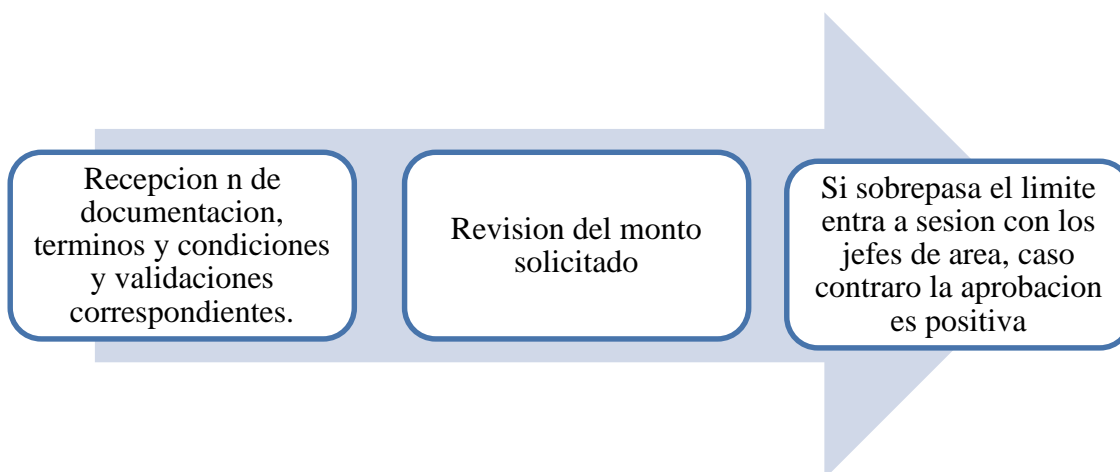 Recepcion n de
documentacion,
terminos y condiciones
y validaciones
correspondientes.
Revision del monto
solicitado
Si sobrepasa el limite
entra a sesion con los
jefes de area, caso
contraro la aprobacion
es positiva